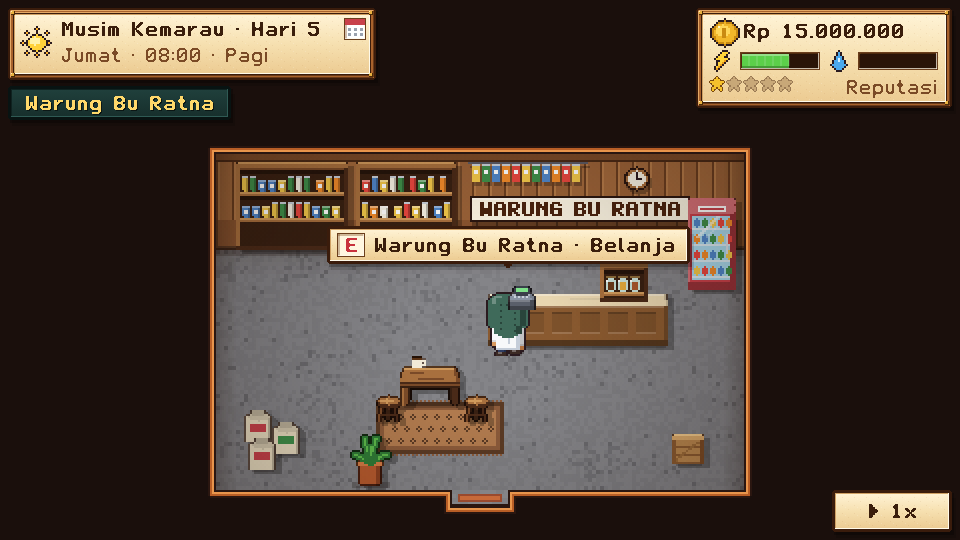 Musim Kemarau · Hari 5
Jumat · 08:00 · Pagi
Rp 15.000.000
Reputasi
Warung Bu Ratna
WARUNG BU RATNA
E Warung Bu Ratna · Belanja
1x